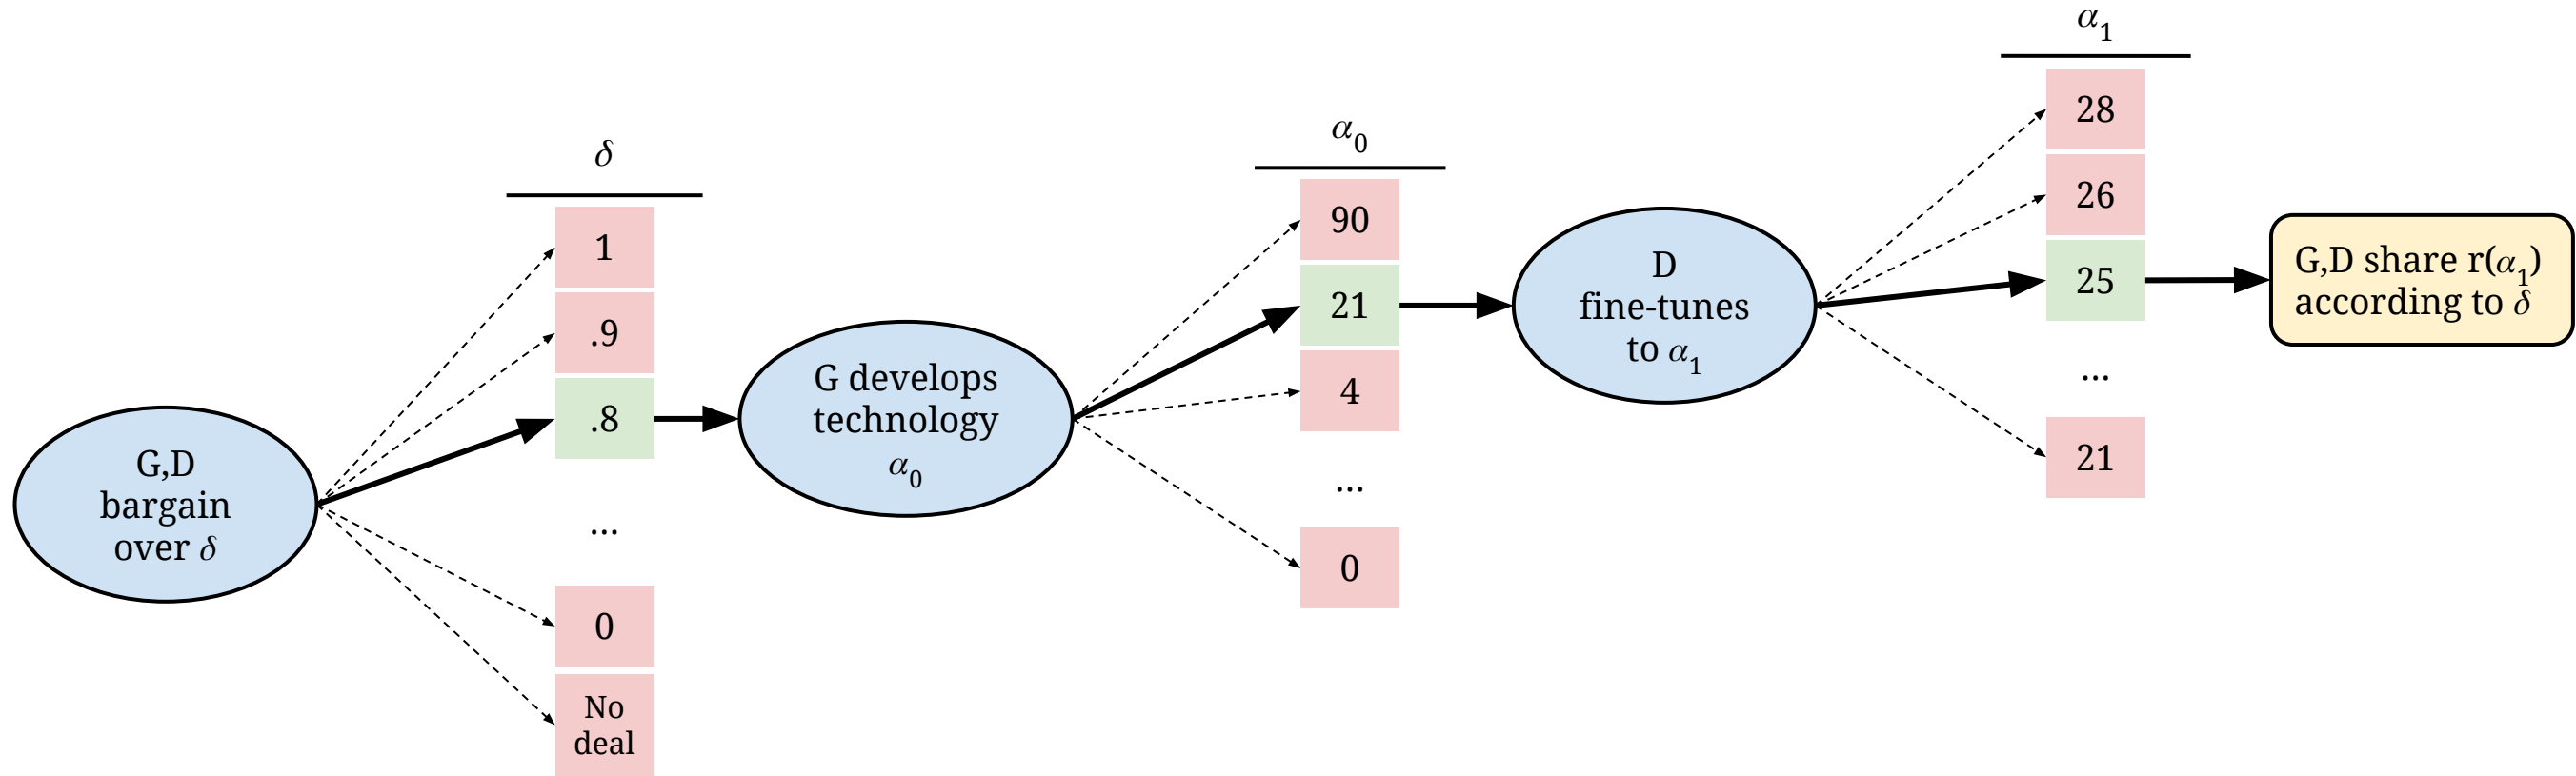 G,D
bargain
over δ
δ
1
.9
.8
...
0
No
deal
G develops
technology
α₀
α₀
90
21
4
...
0
D
fine-tunes
to α₁
α₁
28
26
25
...
21
G,D share r(α₁)
according to δ